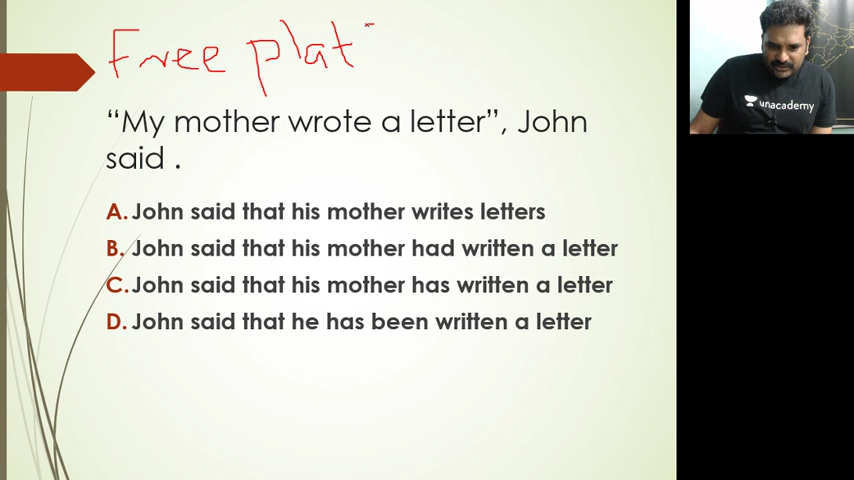 Free plat
“My mother wrote a letter”, John
said .
A. John said that his mother writes letters
B. John said that his mother had written a letter
C. John said that his mother has written a letter
D. John said that he has been written a letter
unacademy